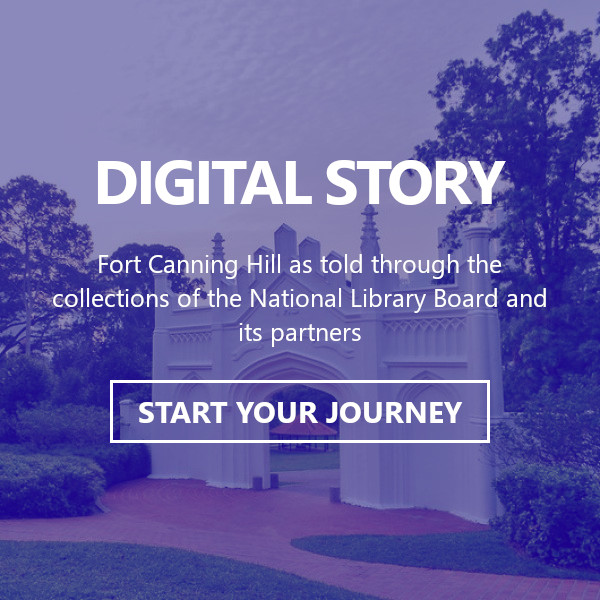 DIGITAL STORY
Fort Canning Hill as told through the
collections of the National Library Board and
its partners
START YOUR JOURNEY